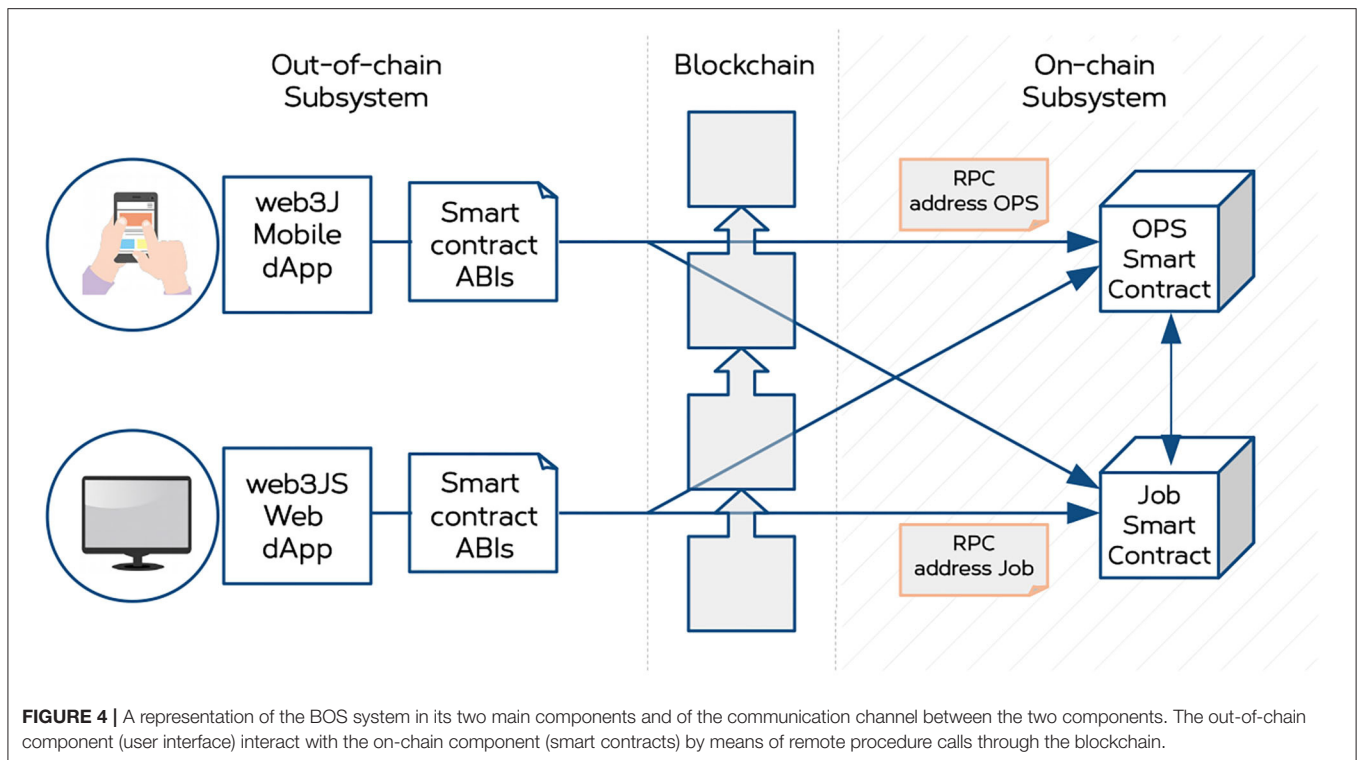 Out-of-chain
Subsystem
Blockchain
On-chain
Subsystem
web3J
Mobile
dApp
Smart
contract
ABIs
RPC
address OPS
OPS
Smart
Contract
web3JS
Web
dApp
Smart
contract
ABIs
RPC
address Job
Job
Smart
Contract
FIGURE 4 | A representation of the BOS system in its two main components and of the communication channel between the two components. The out-of-chain
component (user interface) interact with the on-chain component (smart contracts) by means of remote procedure calls through the blockchain.